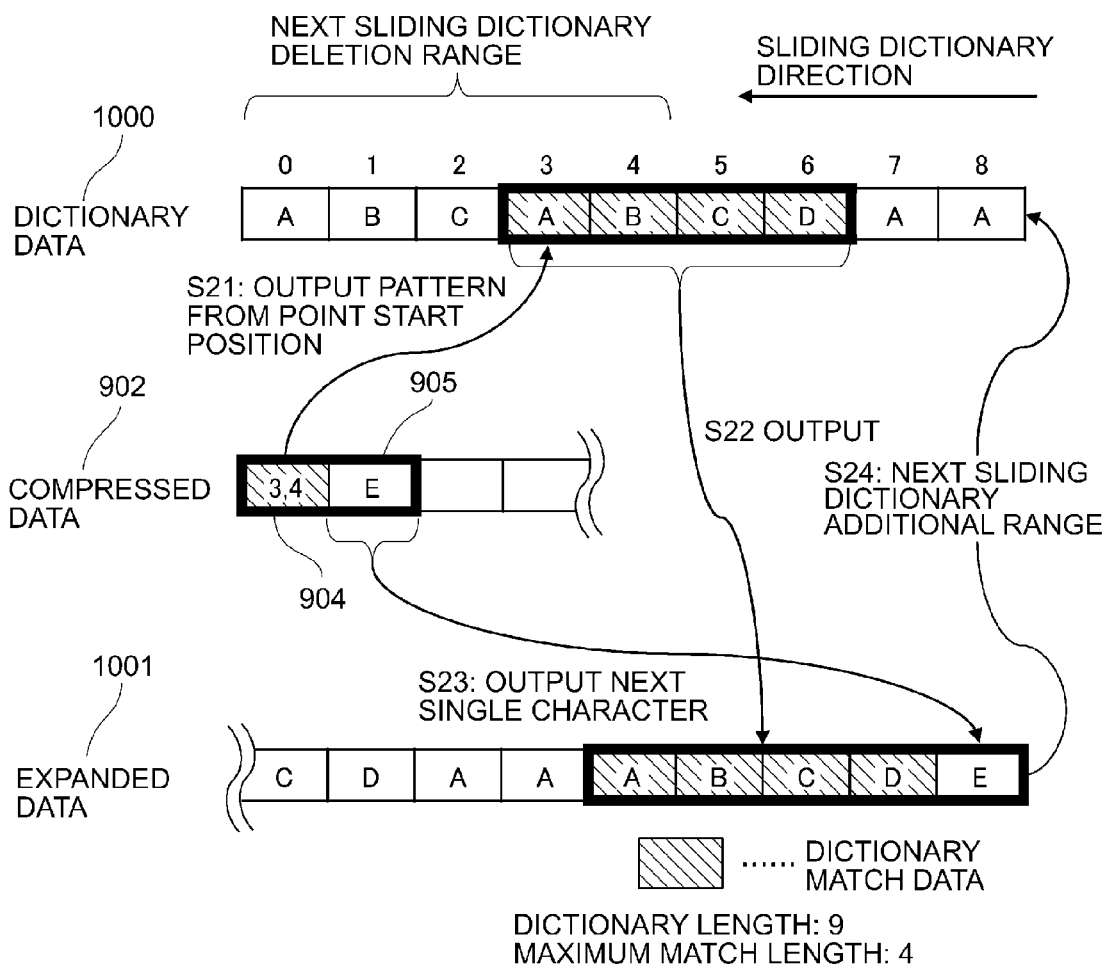 NEXT SLIDING DICTIONARY
DELETION RANGE
SLIDING DICTIONARY
DIRECTION
1000
0 1 2 3 4 5 6 7 8
DICTIONARY
DATA
A B C A B C D A A
S21: OUTPUT PATTERN
FROM POINT START
POSITION
902
905
S22 OUTPUT
S24: NEXT SLIDING
DICTIONARY
ADDITIONAL RANGE
COMPRESSED
DATA
3,4 E
904
1001
S23: OUTPUT NEXT
SINGLE CHARACTER
EXPANDED
DATA
C D A A A B C D E
...... DICTIONARY
MATCH DATA
DICTIONARY LENGTH: 9
MAXIMUM MATCH LENGTH: 4